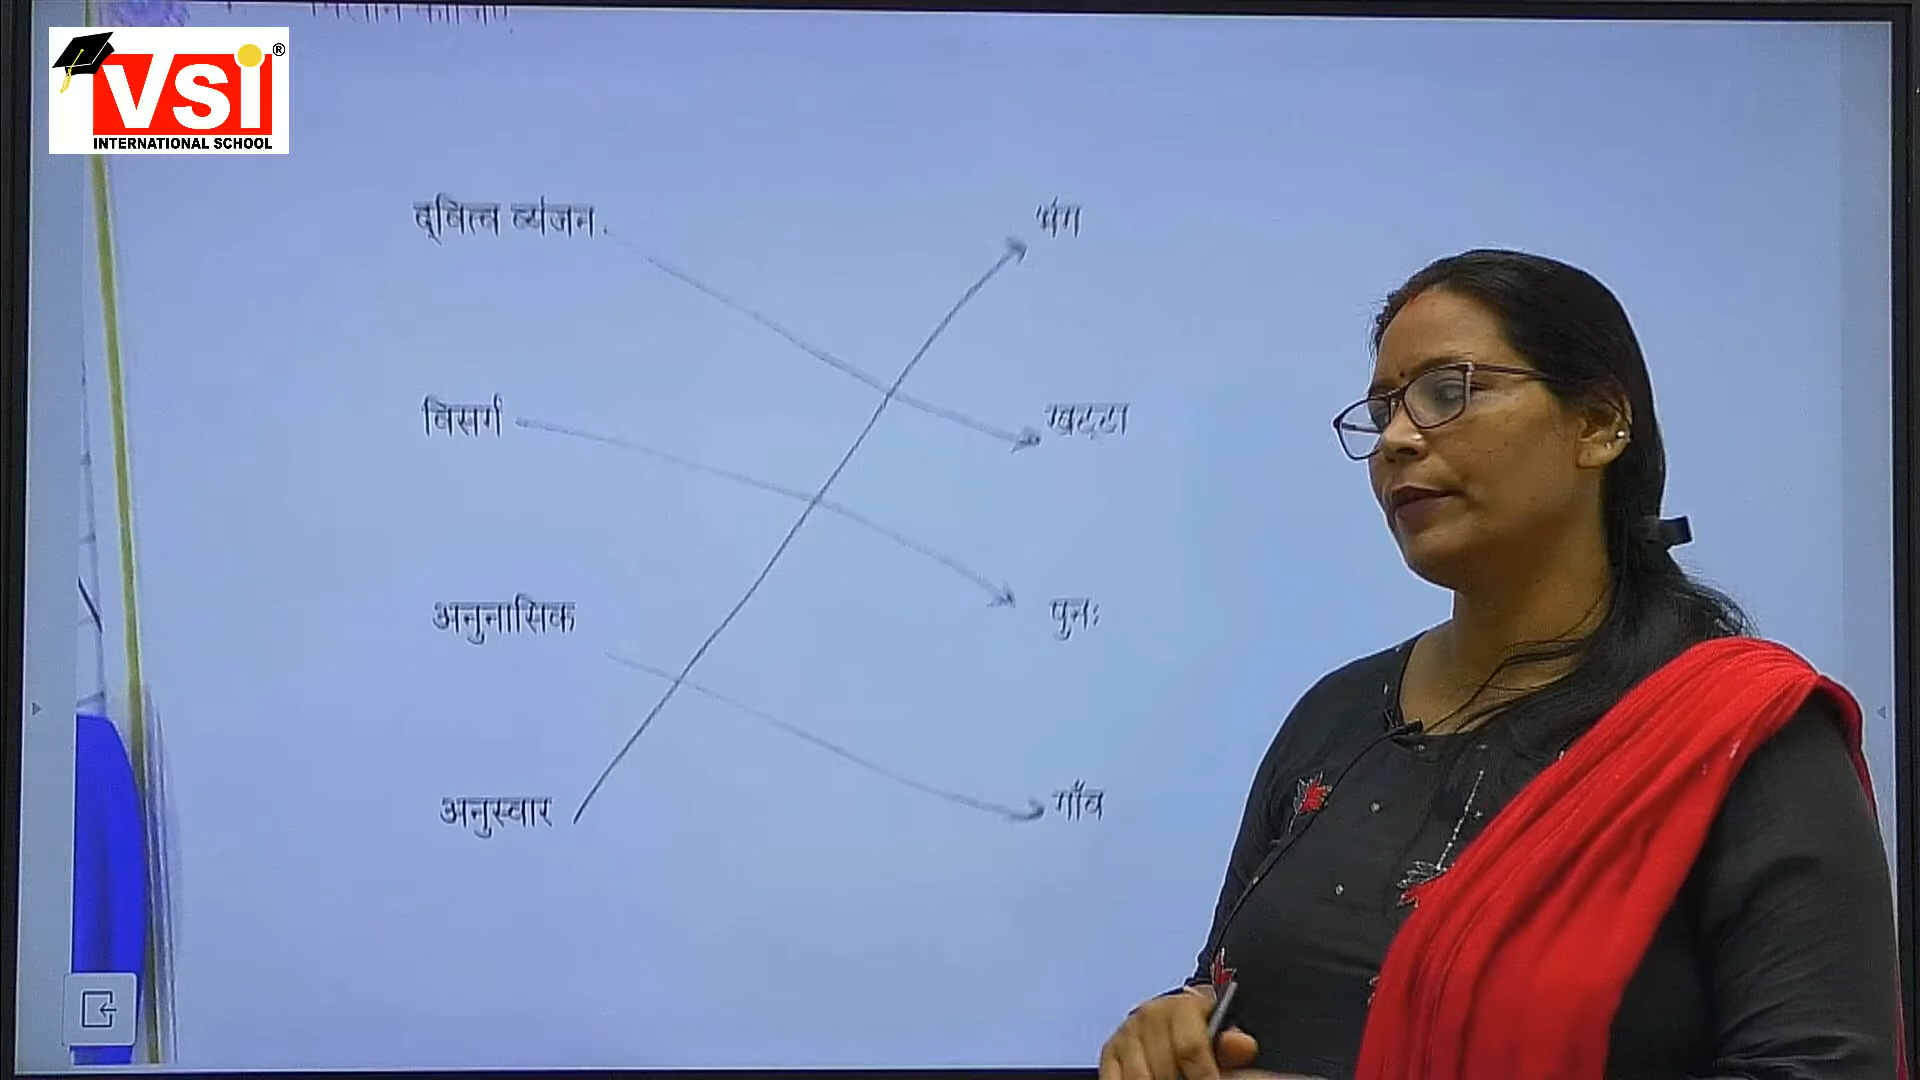 VSI ®
INTERNATIONAL SCHOOL
द्वित्व व्यंजन
भंग
विसर्ग
खट्टा
अनुनासिक
पुनः
अनुस्वार
गाँव